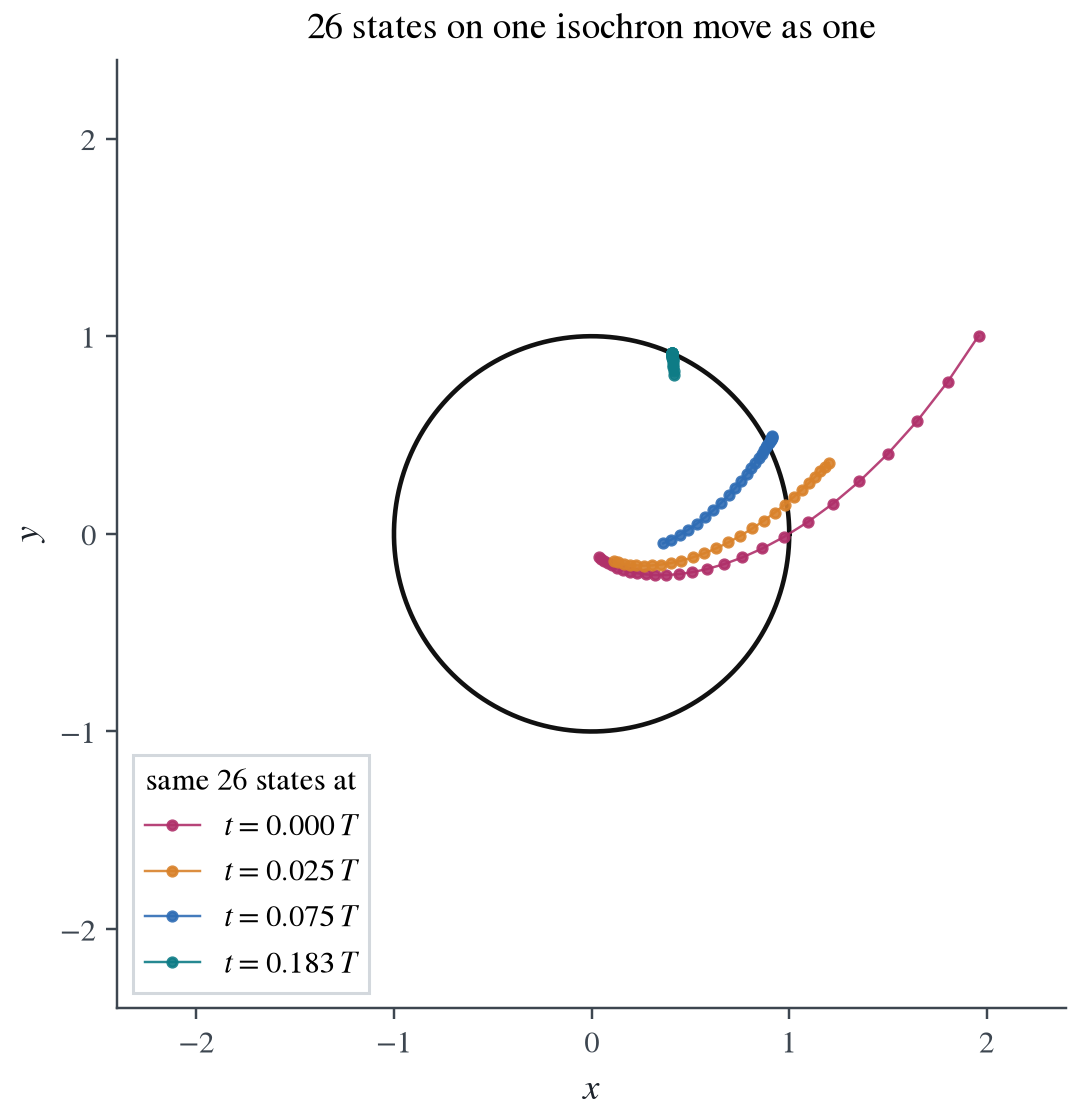 26 states on one isochron move as one
y
2
1
0
−1
−2
same 26 states at
t = 0.000 T
t = 0.025 T
t = 0.075 T
t = 0.183 T
−2 −1 0 1 2
x